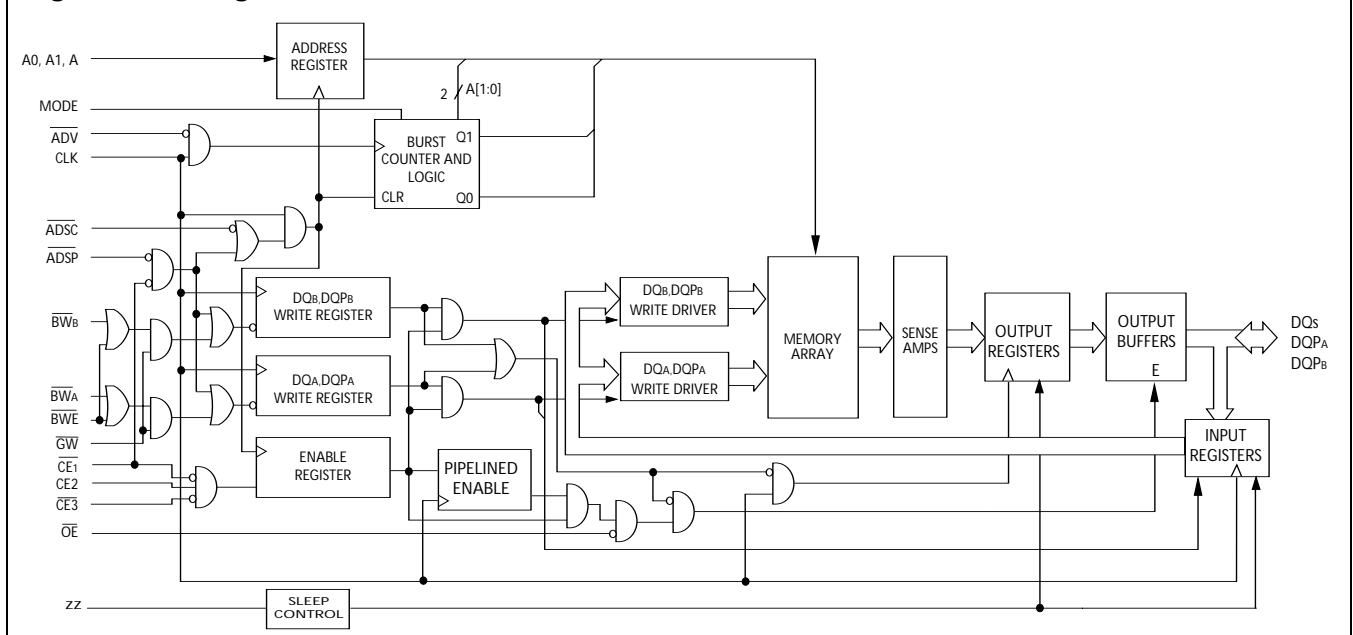 A0, A1, A
ADDRESS
REGISTER
2
A[1:0]
MODE
ADV
CLK
BURST
COUNTER AND
LOGIC
Q1
CLR
Q0
ADSC
ADSP
DQB,DQPB
WRITE REGISTER
DQB,DQPB
WRITE DRIVER
MEMORY
ARRAY
SENSE
AMPS
OUTPUT
REGISTERS
OUTPUT
BUFFERS
E
DQS
DQPA
DQPB
BWB
DQA,DQPA
WRITE REGISTER
DQA,DQPA
WRITE DRIVER
BWA
BWE
GW
CE1
CE2
CE3
ENABLE
REGISTER
PIPELINED
ENABLE
INPUT
REGISTERS
OE
ZZ
SLEEP
CONTROL